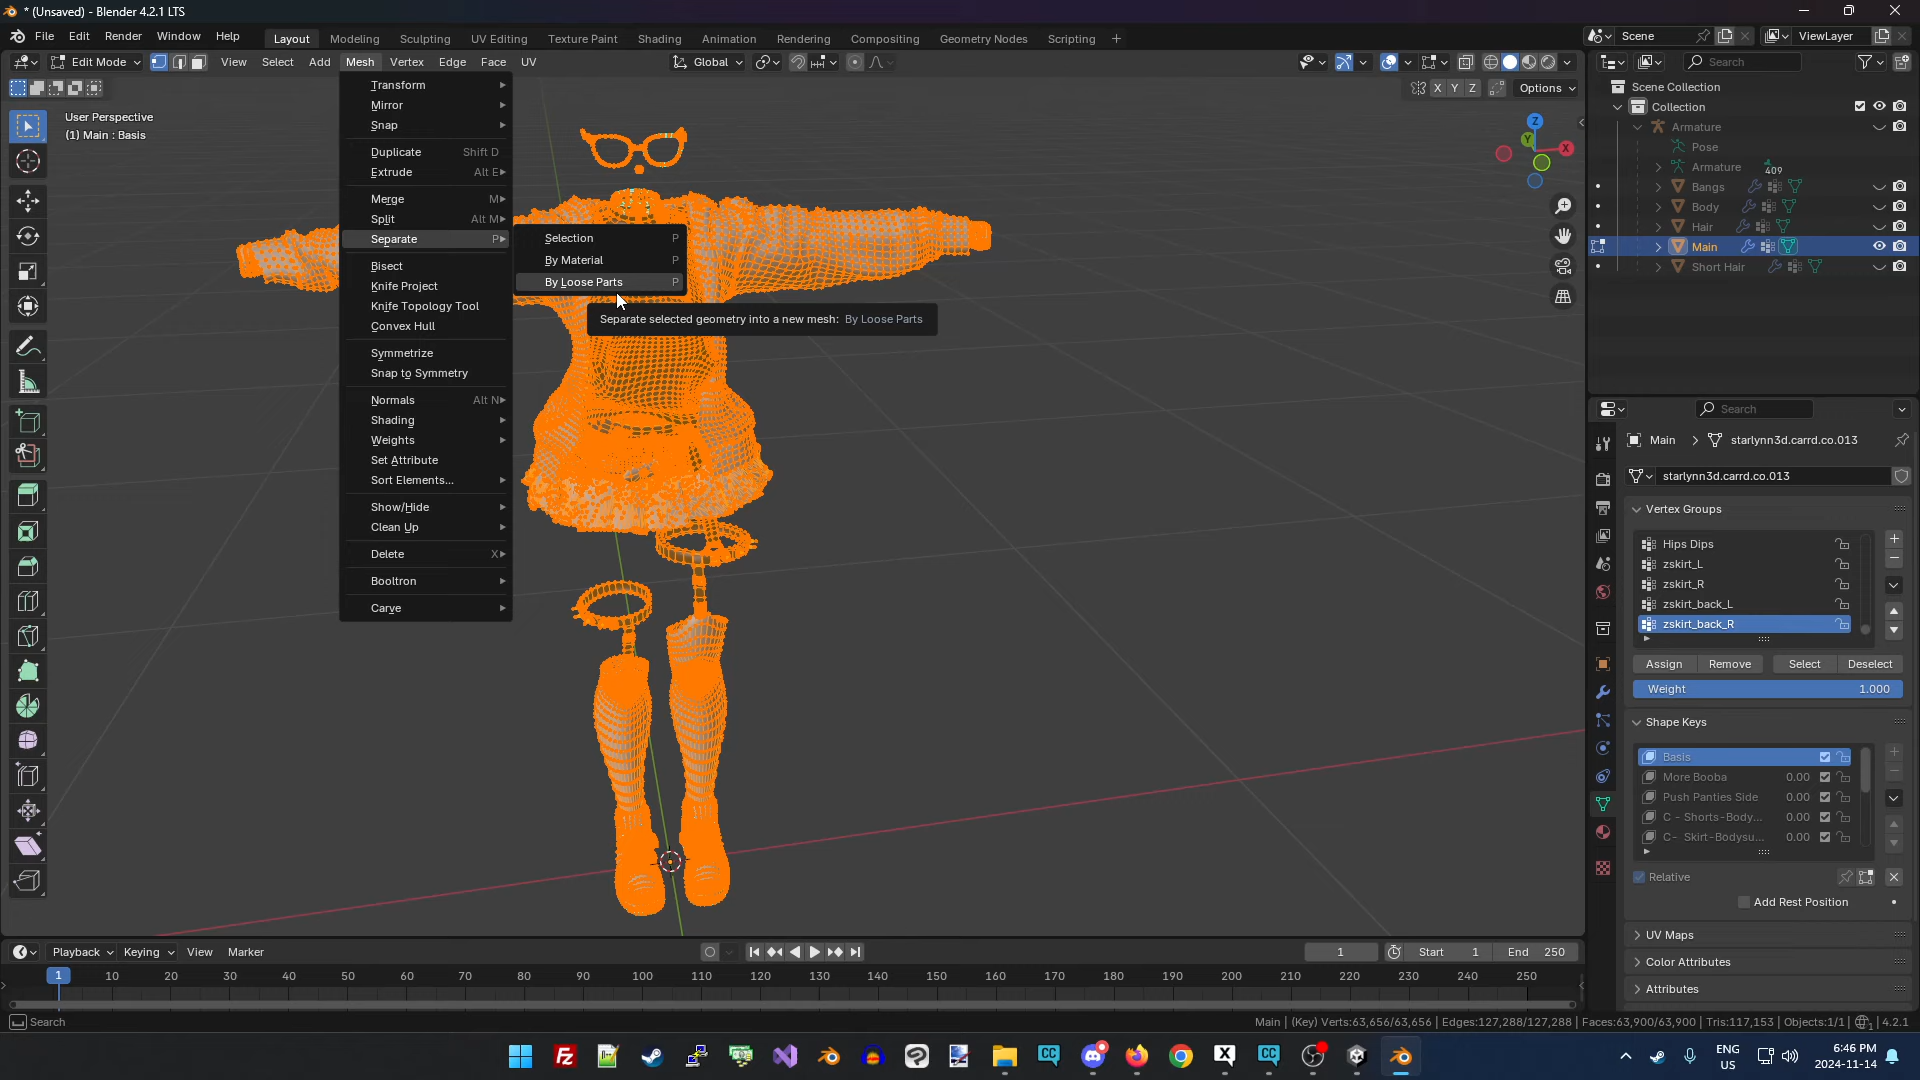 * (Unsaved) - Blender 4.2.1 LTS
File Edit Render Window Help Layout Modeling Sculpting UV Editing Texture Paint Shading Animation Rendering Compositing Geometry Nodes Scripting + Scene ViewLayer
Edit Mode View Select Add Mesh Vertex Edge Face UV Global Search
X Y Z Options
User Perspective
(1) Main : Basis
Transform
Mirror
Snap
Duplicate Shift D
Extrude Alt E
Merge M
Split Alt M
Separate P
Bisect
Knife Project
Knife Topology Tool
Convex Hull
Symmetrize
Snap to Symmetry
Normals Alt N
Shading
Weights
Set Attribute
Sort Elements...
Show/Hide
Clean Up
Delete X
Booltron
Carve
Selection P
By Material P
By Loose Parts P
Separate selected geometry into a new mesh: By Loose Parts
Z
Y
X
Scene Collection
Collection
Armature
Pose
Armature 409
Bangs
Body
Hair
Main
Short Hair
Search
Main > starlynn3d.carrd.co.013
starlynn3d.carrd.co.013
Vertex Groups
Hips Dips
zskirt_L
zskirt_R
zskirt_back_L
zskirt_back_R
Assign Remove Select Deselect
Weight 1.000
Shape Keys
Basis
More Booba 0.00
Push Panties Side 0.00
C - Shorts-Body... 0.00
C- Skirt-Bodysu... 0.00
Relative
Add Rest Position
UV Maps
Color Attributes
Attributes
Playback Keying View Marker 1 Start 1 End 250
1 10 20 30 40 50 60 70 80 90 100 110 120 130 140 150 160 170 180 190 200 210 220 230 240 250
Search Main | (Key) Verts:63,656/63,656 | Edges:127,288/127,288 | Faces:63,900/63,900 | Tris:117,153 | Objects:1/1 | 4.2.1
ENG
US
6:46 PM
2024-11-14